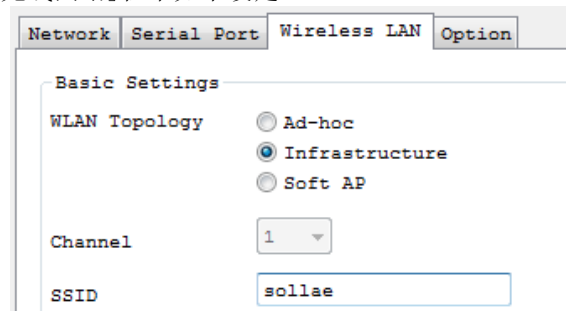 Network Serial Port Wireless LAN Option
Basic Settings
WLAN Topology Ad-hoc
Infrastructure
Soft AP
Channel 1
SSID sollae